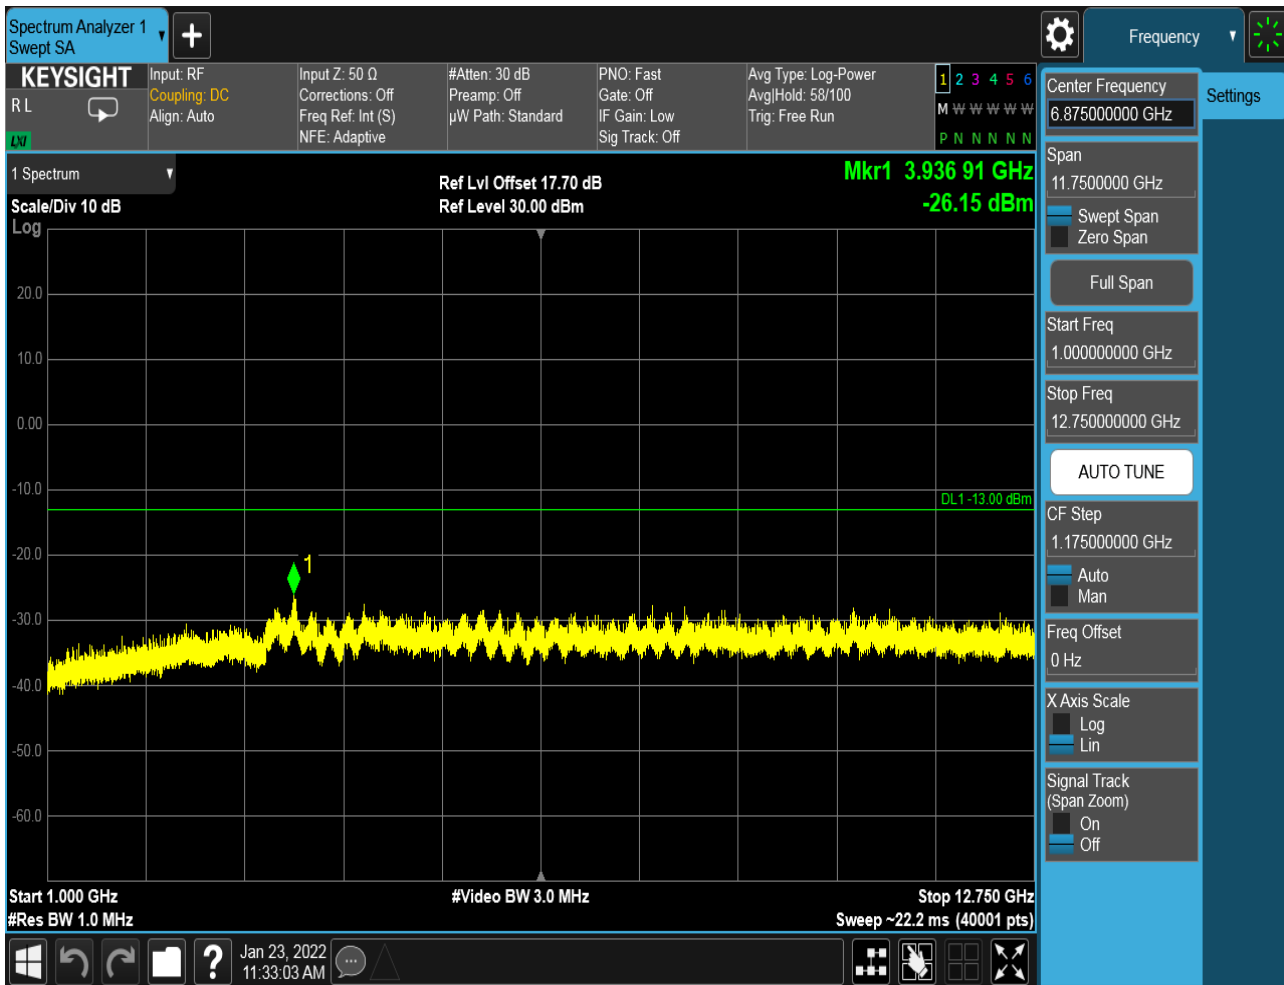 Spectrum Analyzer 1
Swept SA
+
Frequency
KEYSIGHT
R L
LXI
Input: RF
Coupling: DC
Align: Auto
Input Z: 50 Ω
Corrections: Off
Freq Ref: Int (S)
NFE: Adaptive
#Atten: 30 dB
Preamp: Off
µW Path: Standard
PNO: Fast
Gate: Off
IF Gain: Low
Sig Track: Off
Avg Type: Log-Power
Avg|Hold: 58/100
Trig: Free Run
1 2 3 4 5 6
M W W W W W
P N N N N N
1 Spectrum
Scale/Div 10 dB
Log
Ref Lvl Offset 17.70 dB
Ref Level 30.00 dBm
Mkr1 3.936 91 GHz
-26.15 dBm
20.0
10.0
0.00
-10.0
-20.0
-30.0
-40.0
-50.0
-60.0
DL1 -13.00 dBm
1
Start 1.000 GHz
#Res BW 1.0 MHz
#Video BW 3.0 MHz
Stop 12.750 GHz
Sweep ~22.2 ms (40001 pts)
?
Jan 23, 2022
11:33:03 AM
Center Frequency
6.875000000 GHz
Span
11.7500000 GHz
Swept Span
Zero Span
Full Span
Start Freq
1.000000000 GHz
Stop Freq
12.750000000 GHz
AUTO TUNE
CF Step
1.175000000 GHz
Auto
Man
Freq Offset
0 Hz
X Axis Scale
Log
Lin
Signal Track
(Span Zoom)
On
Off
Settings